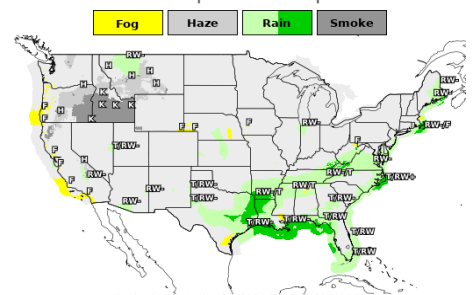 Fog Haze Rain Smoke
RW-
H
H
H
H
H
K
K K K
K
H
F
F
F F
F
RW-
RW-
RW-
RW-/F
F
T/RW-
F
F
H
RW-
F
F
RW-
RW-
T/RW-
T/RW-
RW-/T
RW/T
RW-/T
RW-
T/RW+
T/RW-
T/RW-
T/RW-
T/RW
T/RW
T/RW